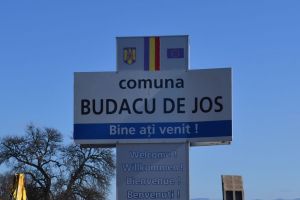 comuna
BUDACU DE JOS
Bine ați venit !
Welcome!
Willkommen!
Bienvenue!
Benvenuti!